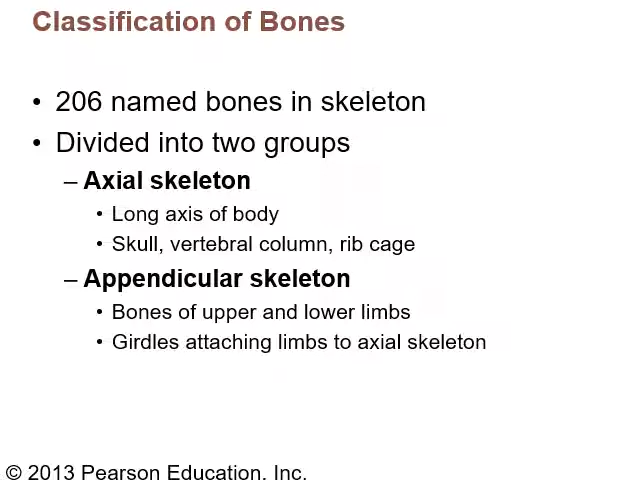 Classification of Bones
• 206 named bones in skeleton
• Divided into two groups
– Axial skeleton
• Long axis of body
• Skull, vertebral column, rib cage
– Appendicular skeleton
• Bones of upper and lower limbs
• Girdles attaching limbs to axial skeleton
© 2013 Pearson Education, Inc.